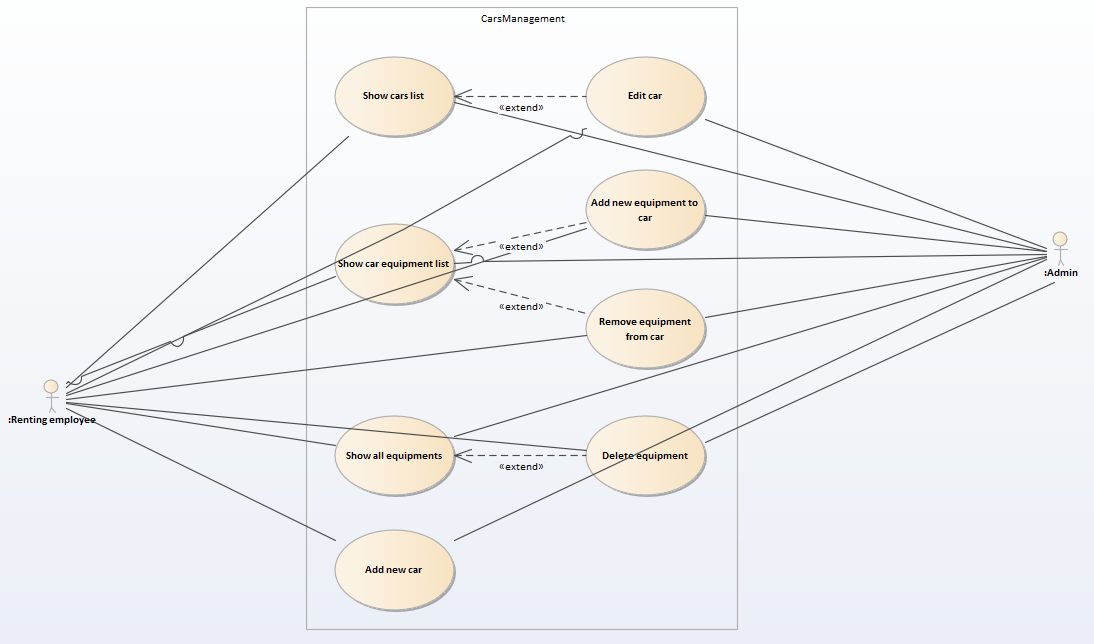 CarsManagement
Show cars list
Edit car
«extend»
Add new equipment to
car
«extend»
Show car equipment list
:Admin
«extend»
Remove equipment
from car
:Renting employee
Show all equipments
Delete equipment
«extend»
Add new car